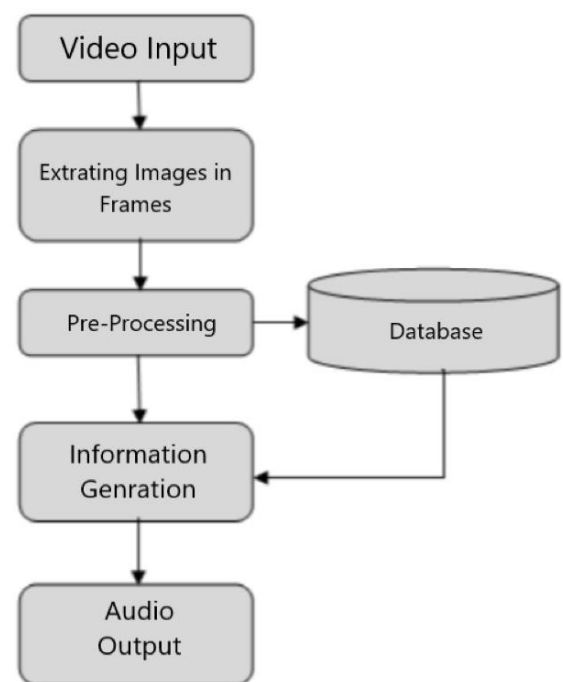 Video Input
Extrating Images in
Frames
Pre-Processing
Database
Information
Genration
Audio
Output